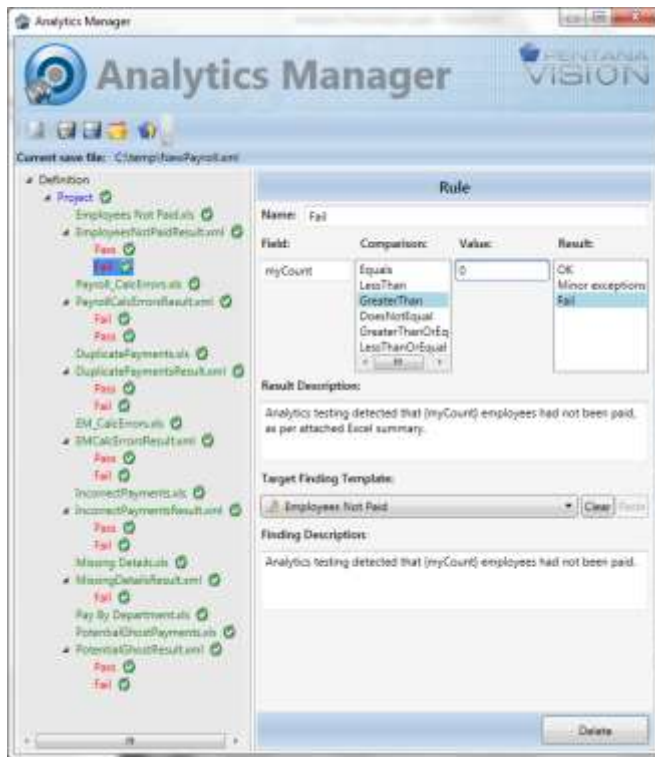 Analytics Manager
Analytics Manager
PENTANA
VISION
Current save file: C:\temp\NewPayroll.xml
Definition
Project
Employees Not Paid.xls
EmployeesNotPaidResult.xml
Pass
Fail
Payroll_CalcErrors.xls
PayrollCalcErrorsResult.xml
Fail
Pass
DuplicatePayments.xls
DuplicatePaymentsResult.xml
Pass
Fail
EM_CalcErrors.xls
EMCalcErrorsResult.xml
Pass
Fail
IncorrectPayments.xls
IncorrectPaymentsResult.xml
Pass
Fail
Missing Details.xls
MissingDetailsResult.xml
Fail
Pay By Department.xls
PotentialGhostPayments.xls
PotentialGhostResult.xml
Pass
Fail
Rule
Name: Fail
Field: Comparison: Value: Result:
myCount
Equals
LessThan
GreaterThan
DoesNotEqual
GreaterThanOrEq
LessThanOrEqual
0
OK
Minor exceptions
Fail
Result Description:
Analytics testing detected that {myCount} employees had not been paid,
as per attached Excel summary.
Target Finding Template:
Employees Not Paid Clear
Finding Description:
Analytics testing detected that {myCount} employees had not been paid.
Delete